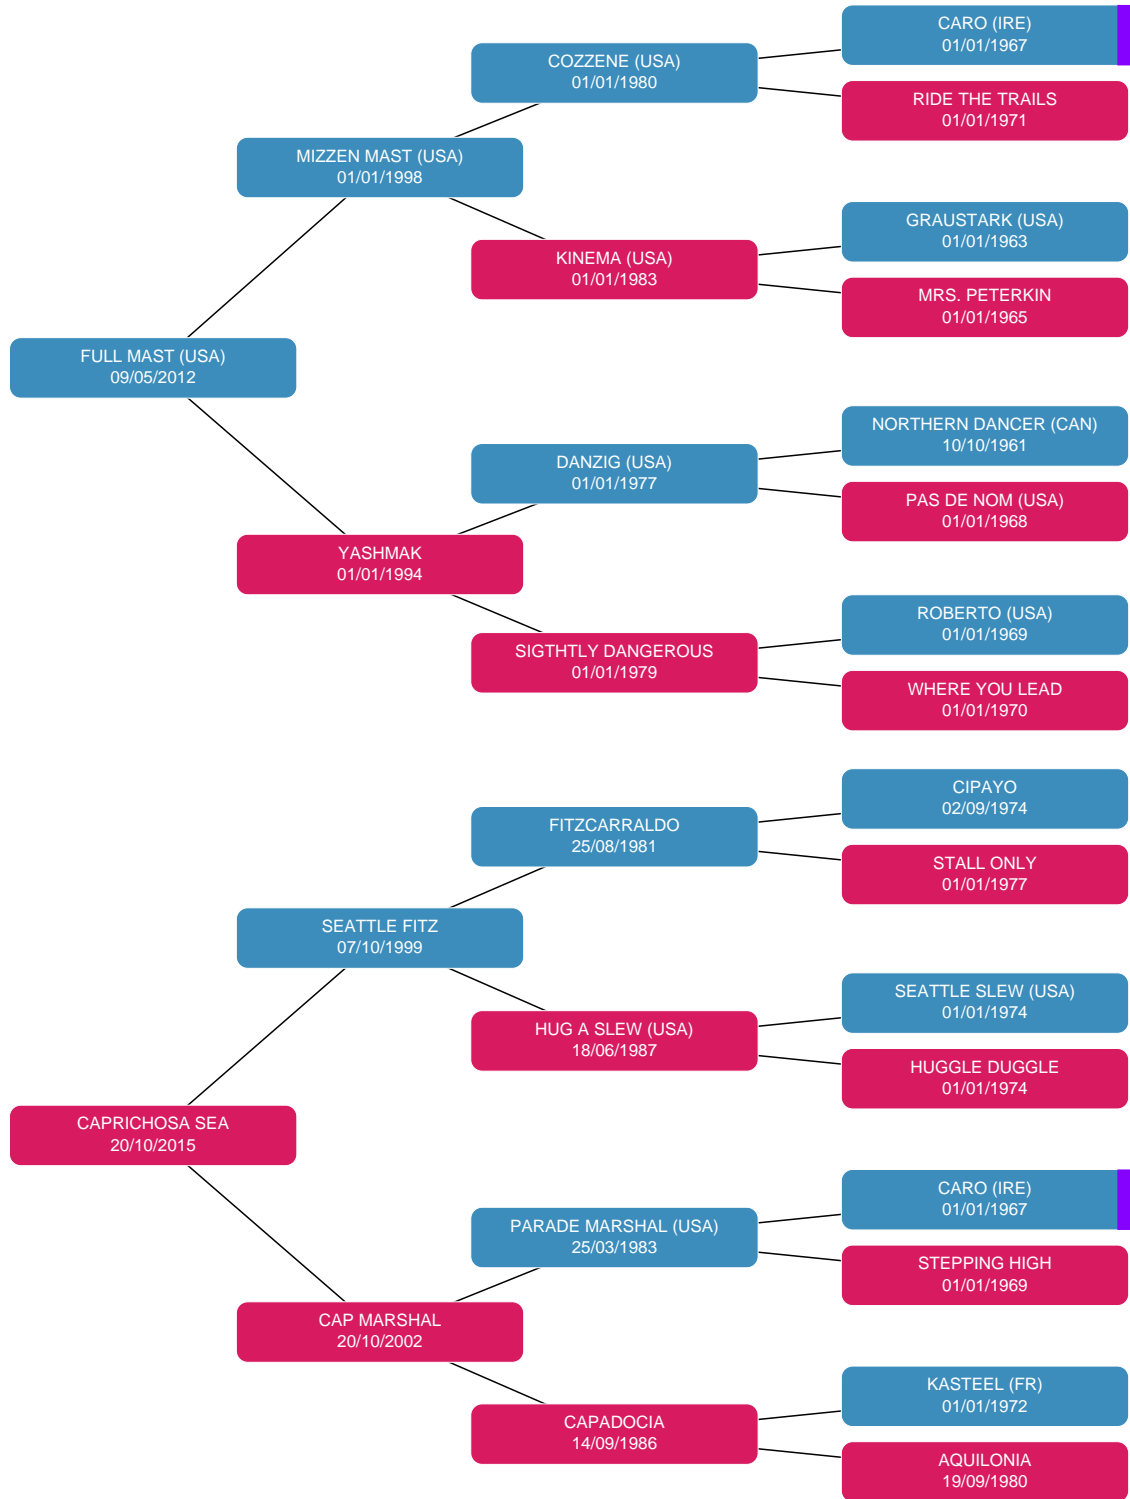 CARO (IRE)
01/01/1967
COZZENE (USA)
01/01/1980
RIDE THE TRAILS
01/01/1971
MIZZEN MAST (USA)
01/01/1998
GRAUSTARK (USA)
01/01/1963
KINEMA (USA)
01/01/1983
MRS. PETERKIN
01/01/1965
FULL MAST (USA)
09/05/2012
NORTHERN DANCER (CAN)
10/10/1961
DANZIG (USA)
01/01/1977
PAS DE NOM (USA)
01/01/1968
YASHMAK
01/01/1994
ROBERTO (USA)
01/01/1969
SIGTHTLY DANGEROUS
01/01/1979
WHERE YOU LEAD
01/01/1970
CIPAYO
02/09/1974
FITZCARRALDO
25/08/1981
STALL ONLY
01/01/1977
SEATTLE FITZ
07/10/1999
SEATTLE SLEW (USA)
01/01/1974
HUG A SLEW (USA)
18/06/1987
HUGGLE DUGGLE
01/01/1974
CAPRICHOSA SEA
20/10/2015
CARO (IRE)
01/01/1967
PARADE MARSHAL (USA)
25/03/1983
STEPPING HIGH
01/01/1969
CAP MARSHAL
20/10/2002
KASTEEL (FR)
01/01/1972
CAPADOCIA
14/09/1986
AQUILONIA
19/09/1980